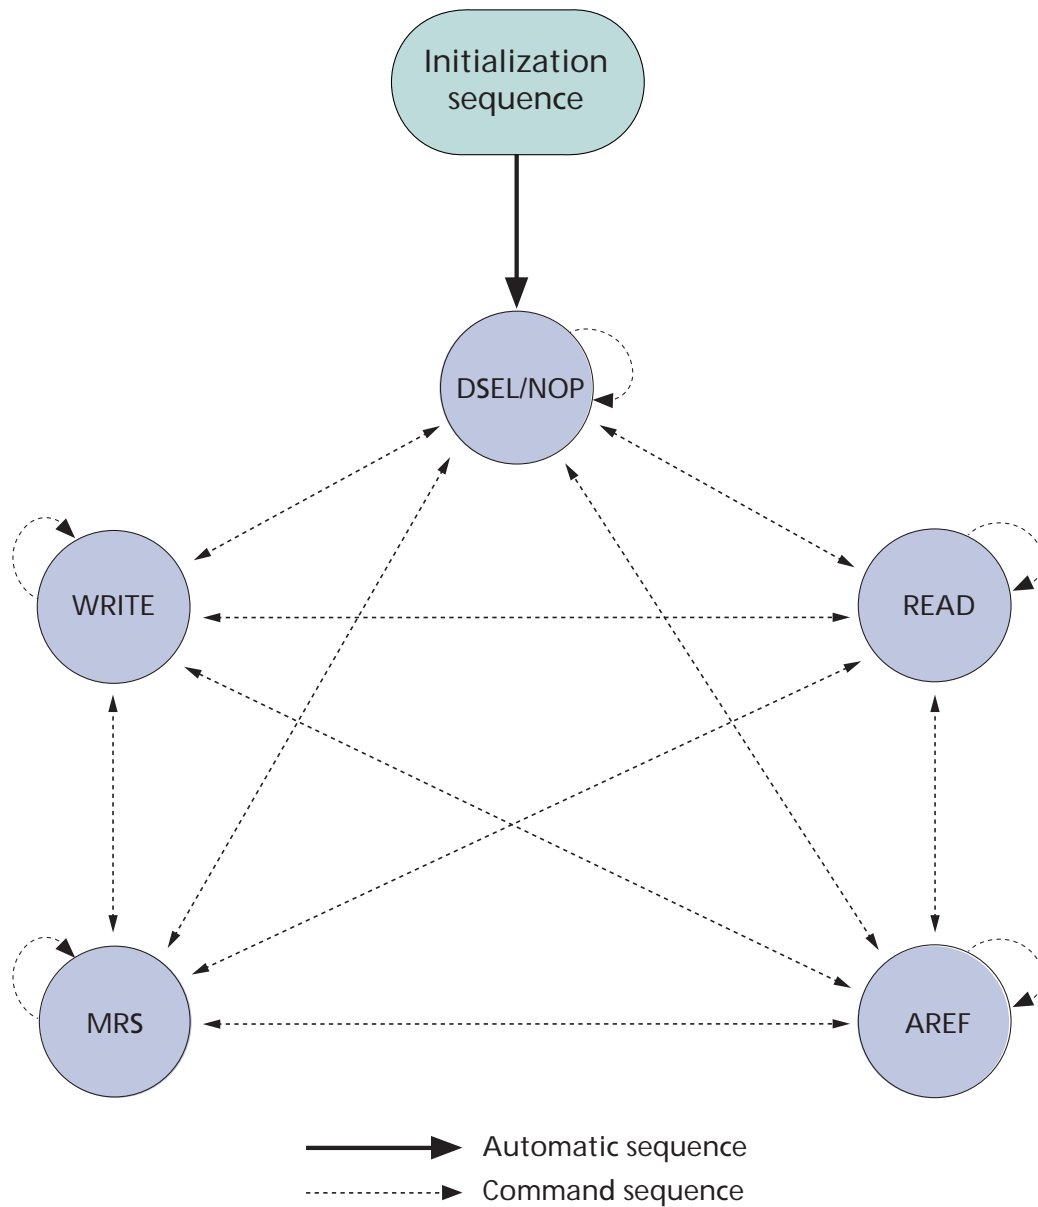 Initialization
sequence
DSEL/NOP
WRITE
READ
MRS
AREF
Automatic sequence
Command sequence